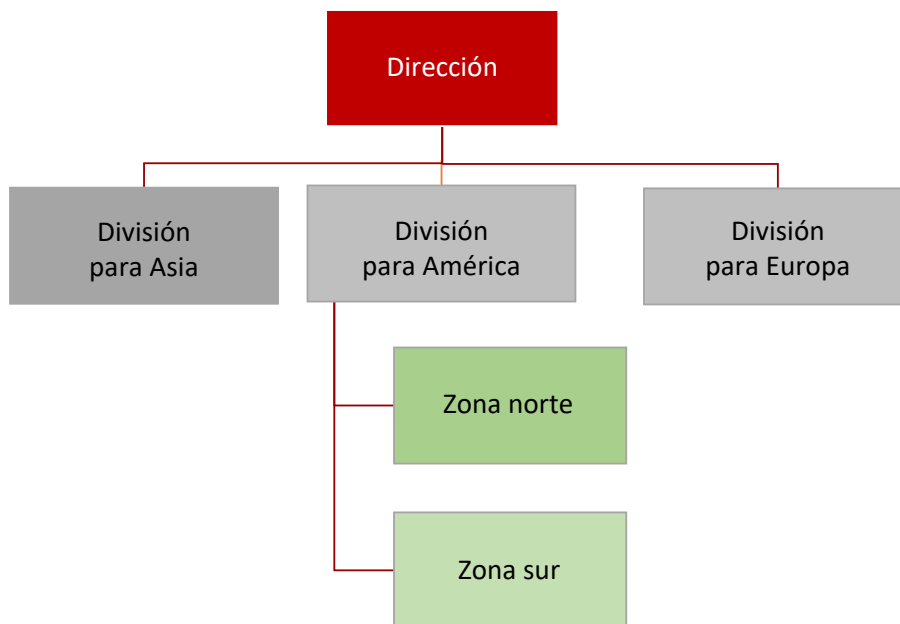 Dirección
División
para Asia
División
para América
División
para Europa
Zona norte
Zona sur